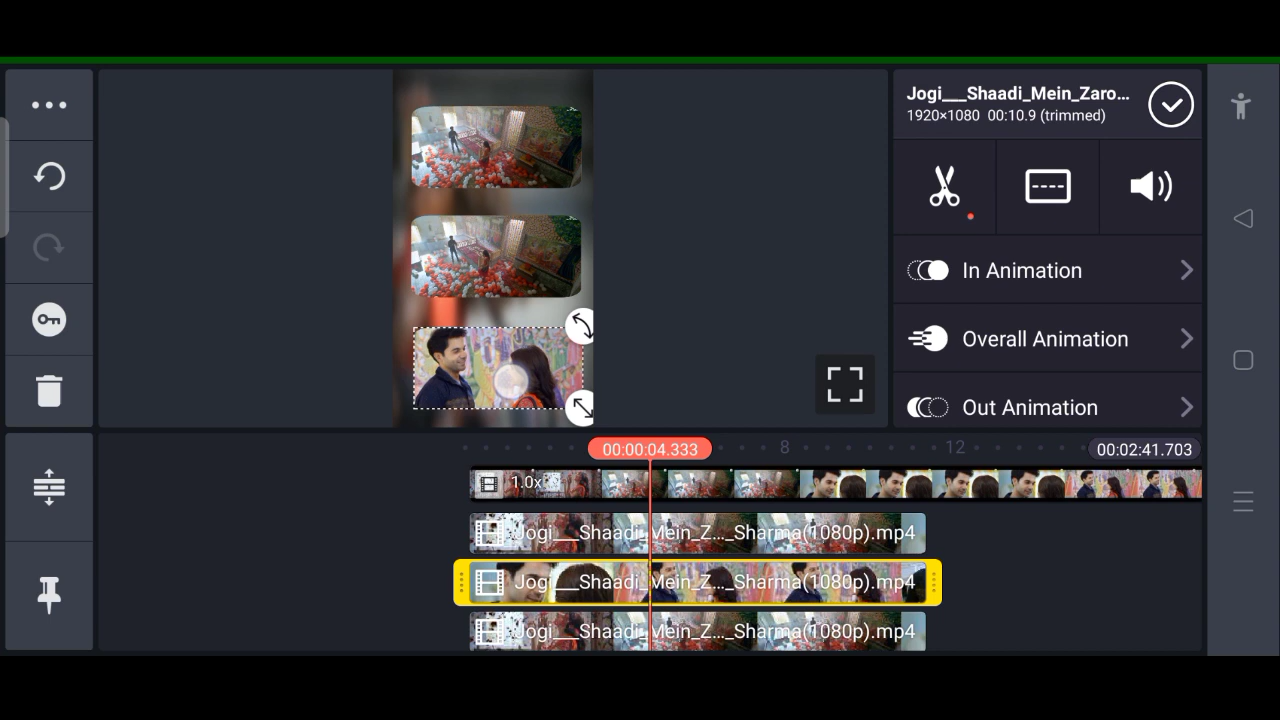 Jogi___Shaadi_Mein_Zaro...
1920×1080 00:10.9 (trimmed)
In Animation
Overall Animation
Out Animation
00:00:04.333
8
12
00:02:41.703
1.0x
Jogi___Shaadi_Mein_Z..._Sharma(1080p).mp4
Jogi___Shaadi_Mein_Z..._Sharma(1080p).mp4
Jogi___Shaadi_Mein_Z..._Sharma(1080p).mp4